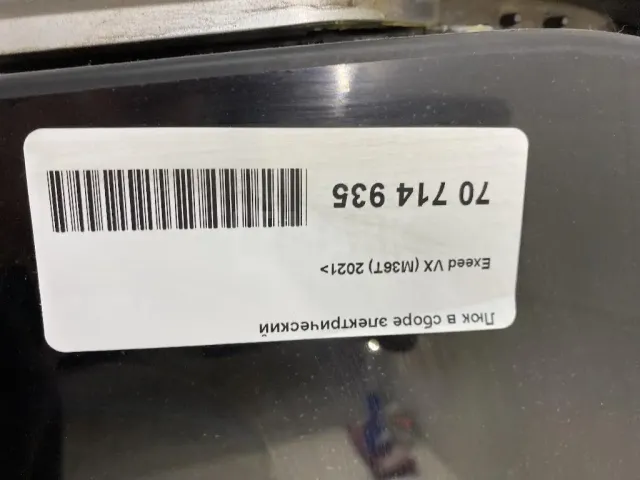 Люк в сборе электрический
Exeed VX (M36T) 2021>
70 714 935